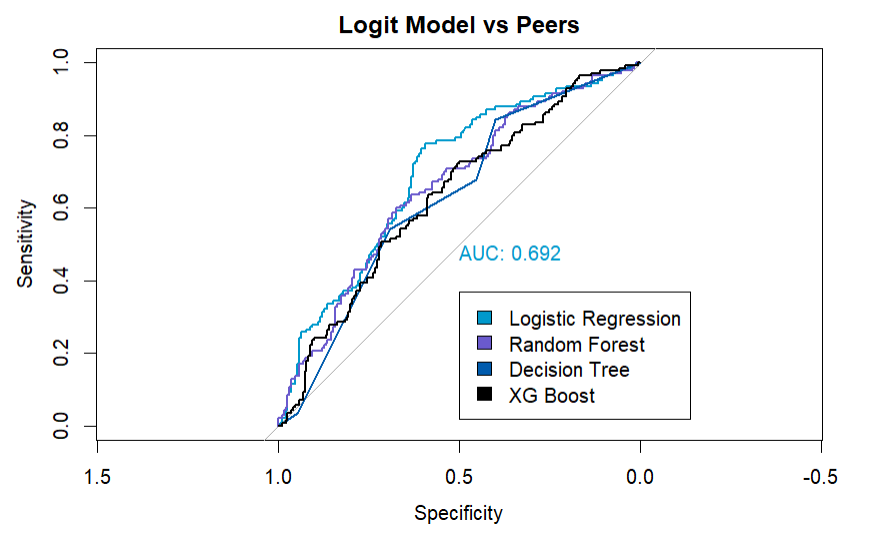 Logit Model vs Peers
Sensitivity
1.0
0.8
0.6
0.4
0.2
0.0
AUC: 0.692
Logistic Regression
Random Forest
Decision Tree
XG Boost
1.5
1.0
0.5
0.0
-0.5
Specificity